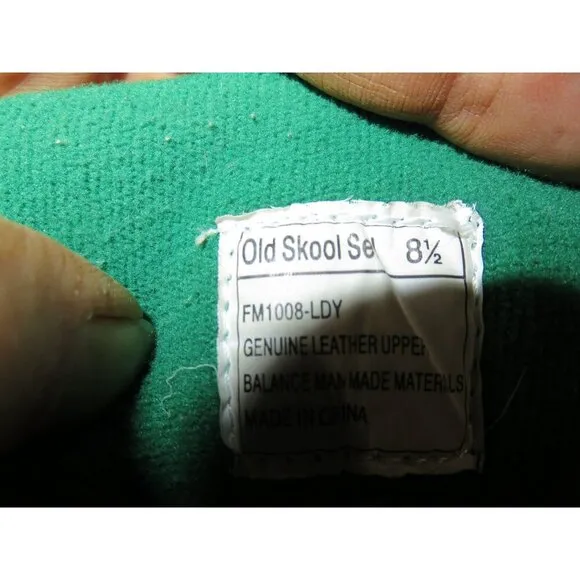 Old Skool Se 8½
FM1008-LDY
GENUINE LEATHER UPPER
BALANCE MAN MADE MATERIALS
MADE IN CHINA